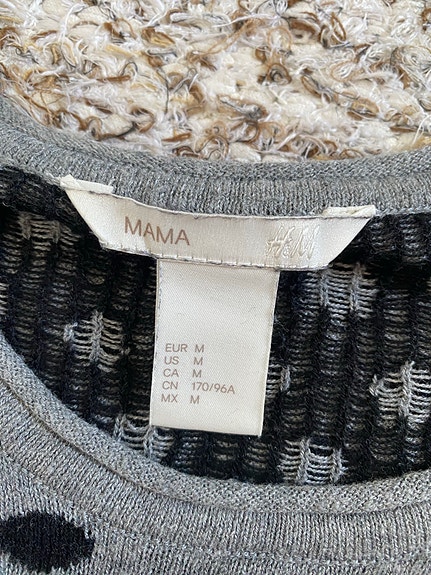 MAMA H&M
EUR M
US M
CA M
CN 170/96A
MX M